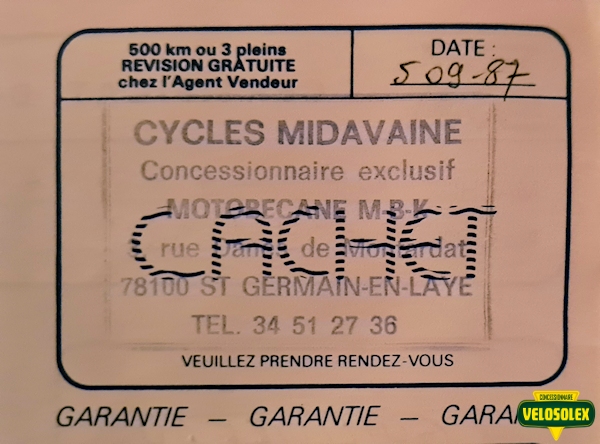 500 km ou 3 pleins
REVISION GRATUITE
chez l'Agent Vendeur
DATE :
5 09-87
CYCLES MIDAVAINE
Concessionnaire exclusif
MOTOBECANE M-B-K
CACHET
rue Danès de Montardat
78100 ST GERMAIN-EN-LAYE
TEL. 34 51 27 36
VEUILLEZ PRENDRE RENDEZ-VOUS
GARANTIE — GARANTIE — GARAN
CONCESSIONNAIRE
VELOSOLEX